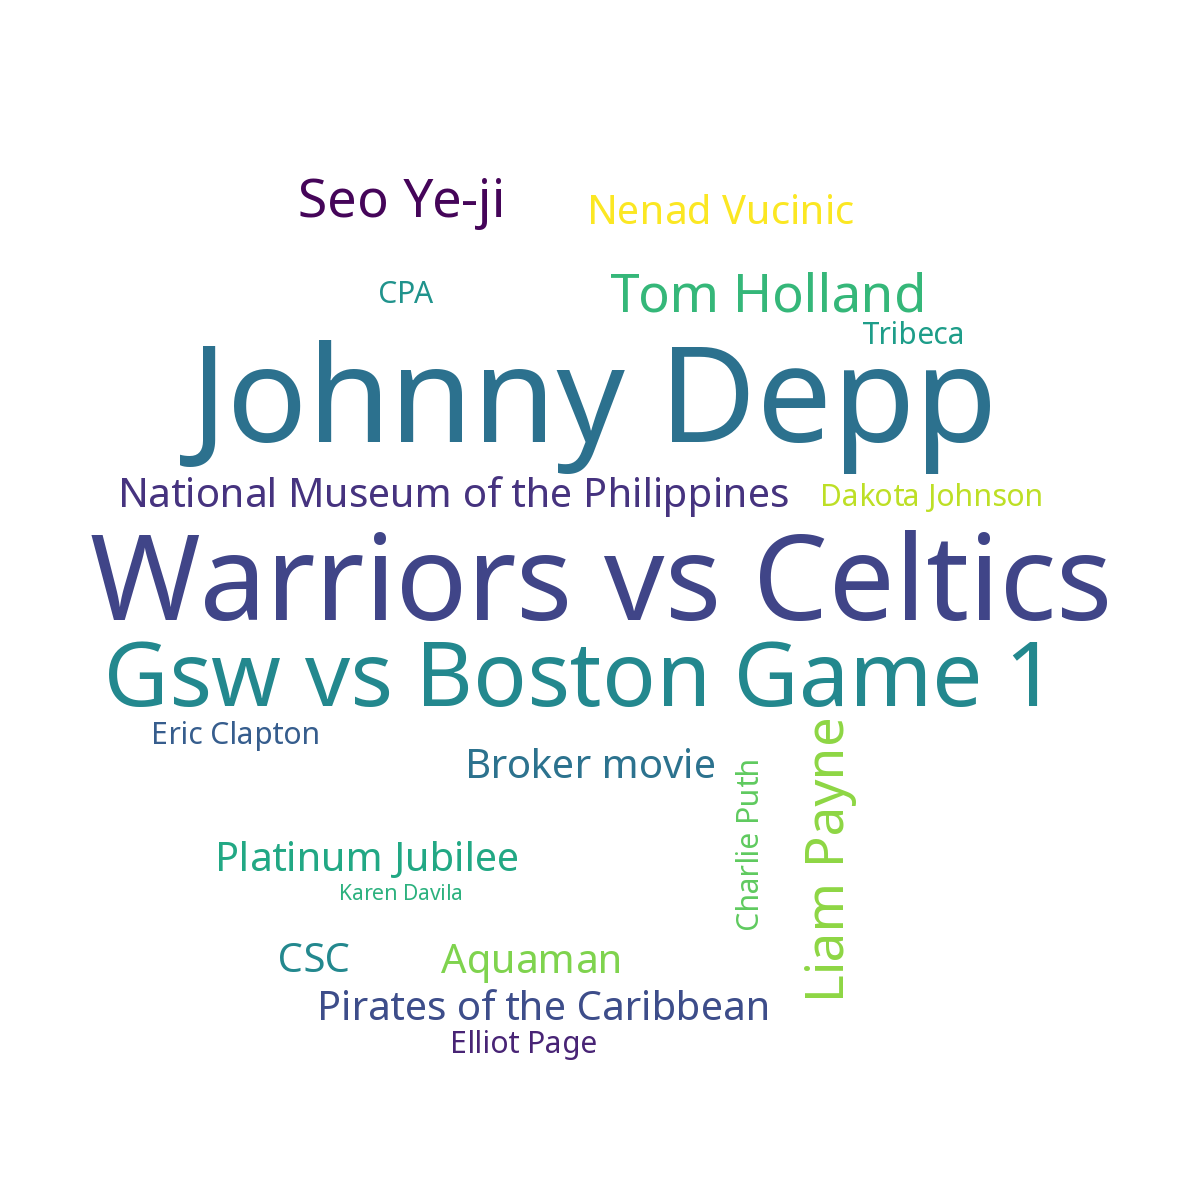 Seo Ye-ji
Nenad Vucinic
CPA
Tom Holland
Tribeca
Johnny Depp
National Museum of the Philippines
Dakota Johnson
Warriors vs Celtics
Gsw vs Boston Game 1
Eric Clapton
Broker movie
Charlie Puth
Liam Payne
Platinum Jubilee
Karen Davila
CSC
Aquaman
Pirates of the Caribbean
Elliot Page